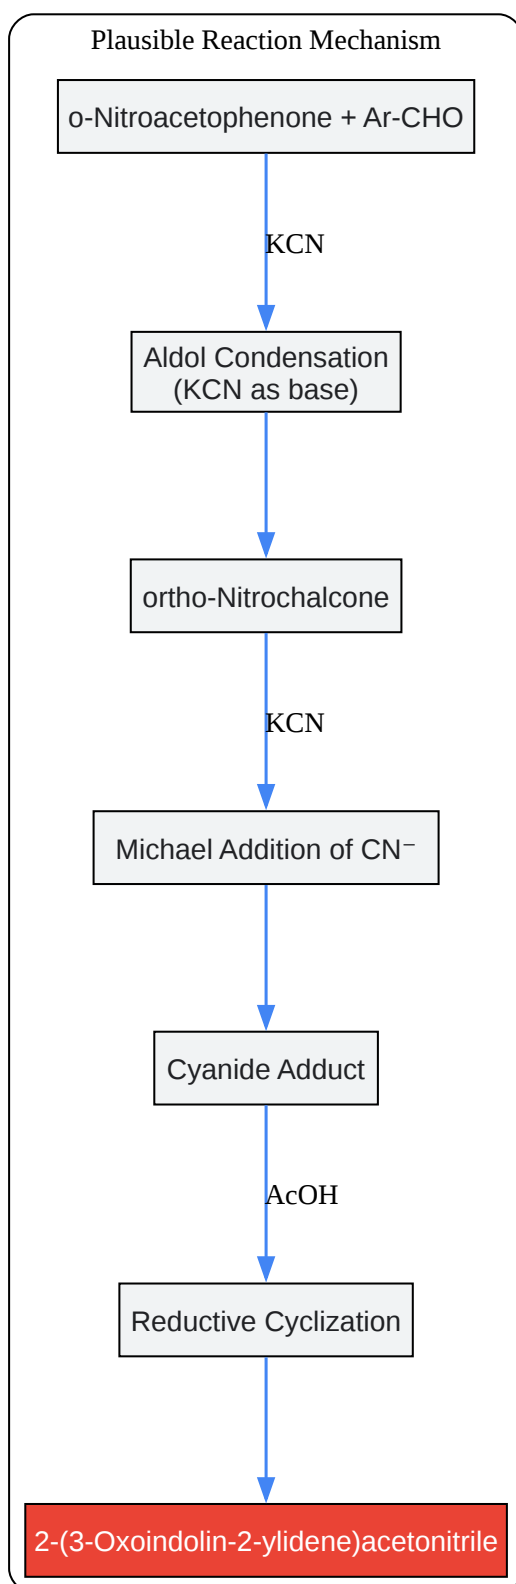 Plausible Reaction Mechanism
o-Nitroacetophenone + Ar-CHO
KCN
Aldol Condensation
(KCN as base)
ortho-Nitrochalcone
KCN
Michael Addition of CN⁻
Cyanide Adduct
AcOH
Reductive Cyclization
2-(3-Oxoindolin-2-ylidene)acetonitrile